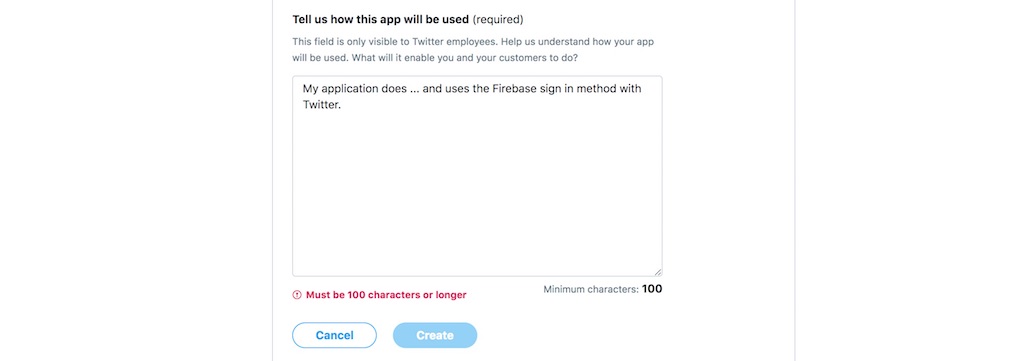 Tell us how this app will be used (required)
This field is only visible to Twitter employees. Help us understand how your app
will be used. What will it enable you and your customers to do?
My application does ... and uses the Firebase sign in method with
Twitter.
Must be 100 characters or longer
Minimum characters: 100
Cancel
Create